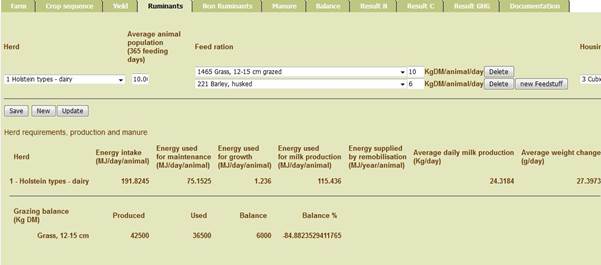 Farm Crop sequence Yield Ruminants Non Ruminants Manure Balance Result N Result C Result GHG Documentation
Herd Average animal Feed ration Housin
population
(365 feeding
days)
1465 Grass, 12-15 cm grazed 10 KgDM/animal/day Delete
1 Holstein types - dairy 10.0 3 Cubi
221 Barley, husked 6 KgDM/animal/day Delete new Feedstuff
Save New Update
Herd requirements, production and manure
Herd Energy intake Energy used Energy used Energy used Energy supplied Average daily milk production Average weight change
(MJ/day/animal) for maintenance for growth for milk production by remobilisation (Kg/day) (g/day)
(MJ/day/animal) (MJ/day/animal) (MJ/day/animal) (MJ/year/animal)
1 - Holstein types - dairy 191.8245 75.1525 1.236 115.436 24.3184 27.3973
Grazing balance Produced Used Balance Balance %
(Kg DM)
Grass, 12-15 cm 42500 36500 6000 -84.8823529411765